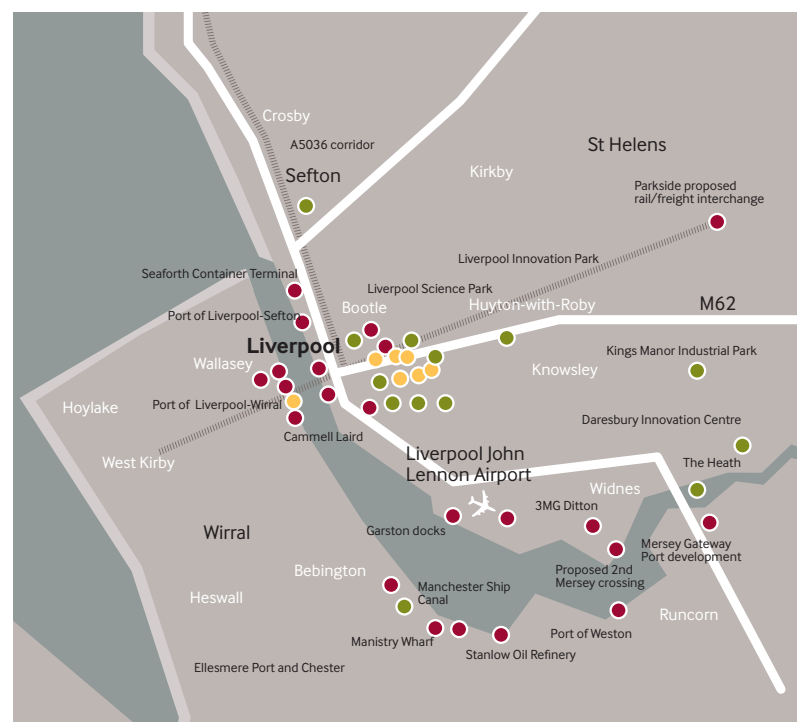 Crosby
A5036 corridor
St Helens
Sefton
Kirkby
Parkside proposed
rail/freight interchange
Liverpool Innovation Park
Seaforth Container Terminal
Liverpool Science Park
Bootle
Huyton-with-Roby
M62
Port of Liverpool-Sefton
Liverpool
Kings Manor Industrial Park
Wallasey
Knowsley
Hoylake
Port of Liverpool-Wirral
Daresbury Innovation Centre
Cammell Laird
West Kirby
Liverpool John
Lennon Airport
The Heath
Widnes
3MG Ditton
Wirral
Garston docks
Mersey Gateway
Port development
Proposed 2nd
Mersey crossing
Bebington
Manchester Ship
Canal
Heswall
Runcorn
Manistry Wharf
Port of Weston
Stanlow Oil Refinery
Ellesmere Port and Chester